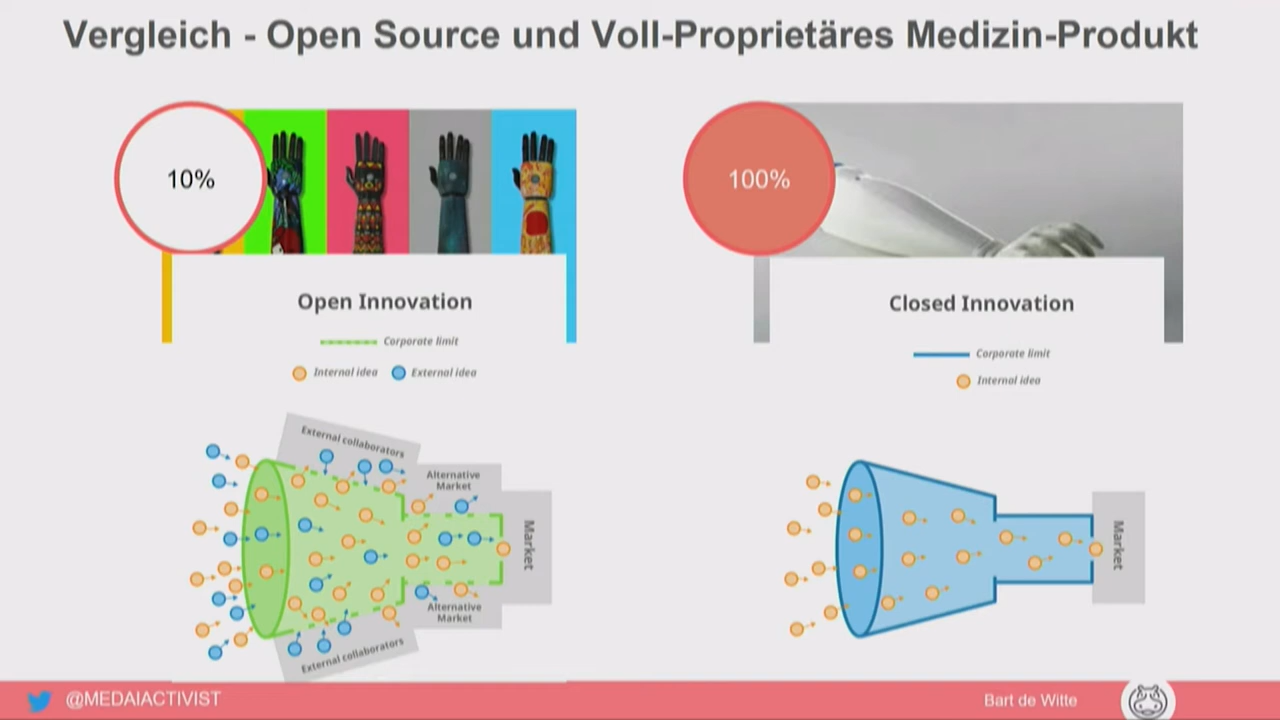 Vergleich - Open Source und Voll-Proprietäres Medizin-Produkt
10%
Open Innovation
Corporate limit
Internal idea
External idea
External collaborators
Alternative
Market
Market
Alternative
Market
External collaborators
100%
Closed Innovation
Corporate limit
Internal idea
Market
@MEDAIACTIVIST
Bart de Witte